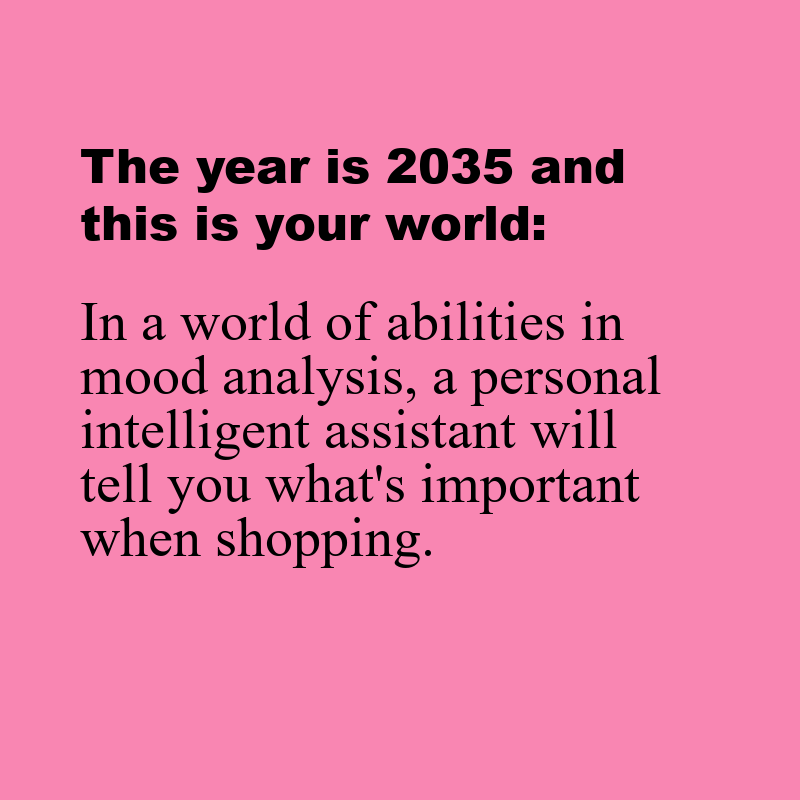 The year is 2035 and
this is your world:
In a world of abilities in
mood analysis, a personal
intelligent assistant will
tell you what's important
when shopping.